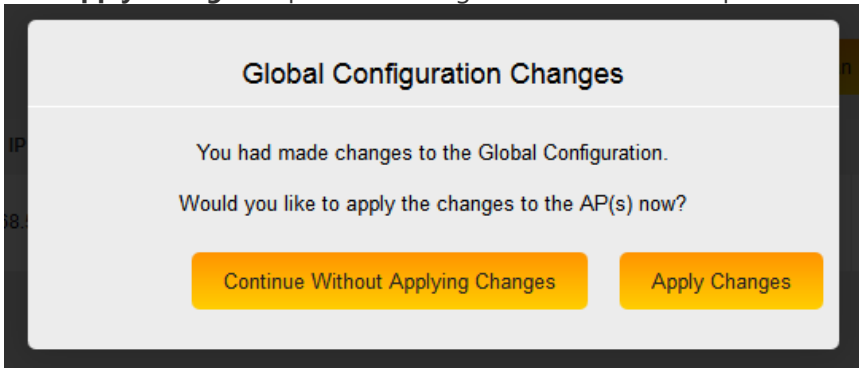 Global Configuration Changes
IP
You had made changes to the Global Configuration.
Would you like to apply the changes to the AP(s) now?
Continue Without Applying Changes
Apply Changes